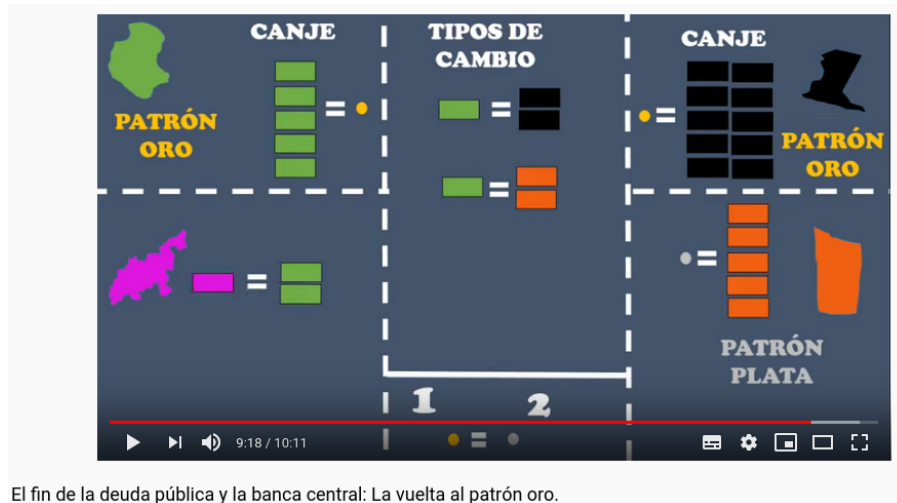 CANJE
PATRÓN
ORO
TIPOS DE
CAMBIO
CANJE
PATRÓN
ORO
PATRÓN
PLATA
1 2
9:18 / 10:11
El fin de la deuda pública y la banca central: La vuelta al patrón oro.